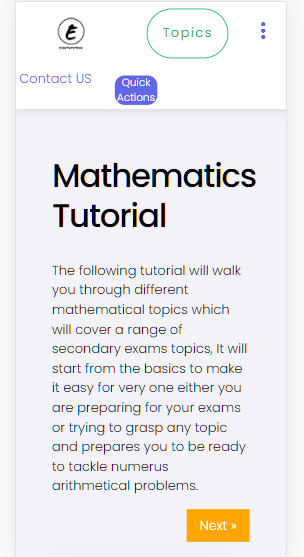 Topics
Contact US
Quick
Actions
Mathematics
Tutorial
The following tutorial will walk
you through different
mathematical topics which
will cover a range of
secondary exams topics, It will
start from the basics to make
it easy for very one either you
are preparing for your exams
or trying to grasp any topic
and prepares you to be ready
to tackle numerus
arithmetical problems.
Next »